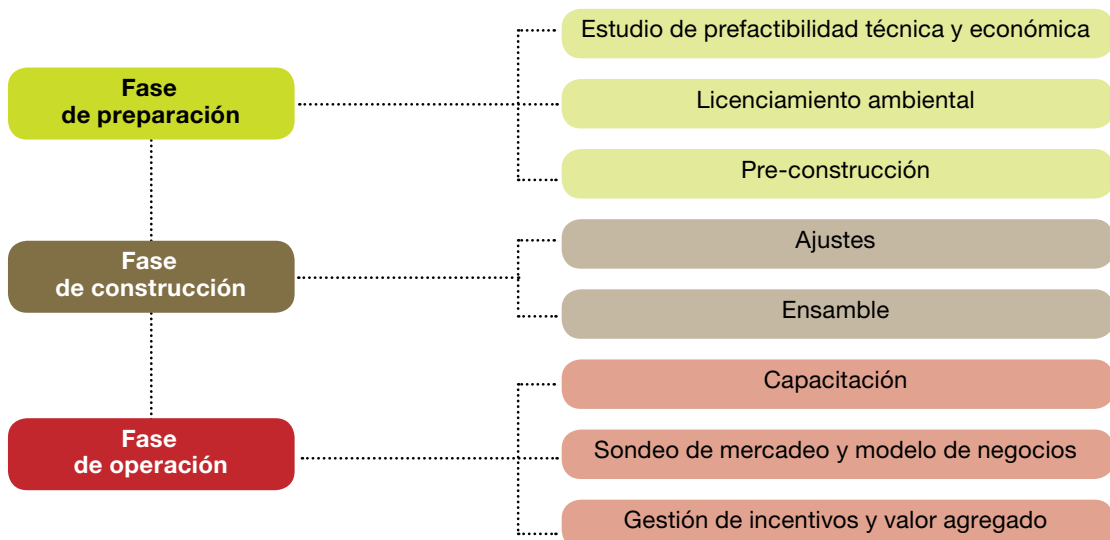 Fase
de preparación
Estudio de prefactibilidad técnica y económica
Licenciamiento ambiental
Pre-construcción
Fase
de construcción
Ajustes
Ensamble
Fase
de operación
Capacitación
Sondeo de mercadeo y modelo de negocios
Gestión de incentivos y valor agregado